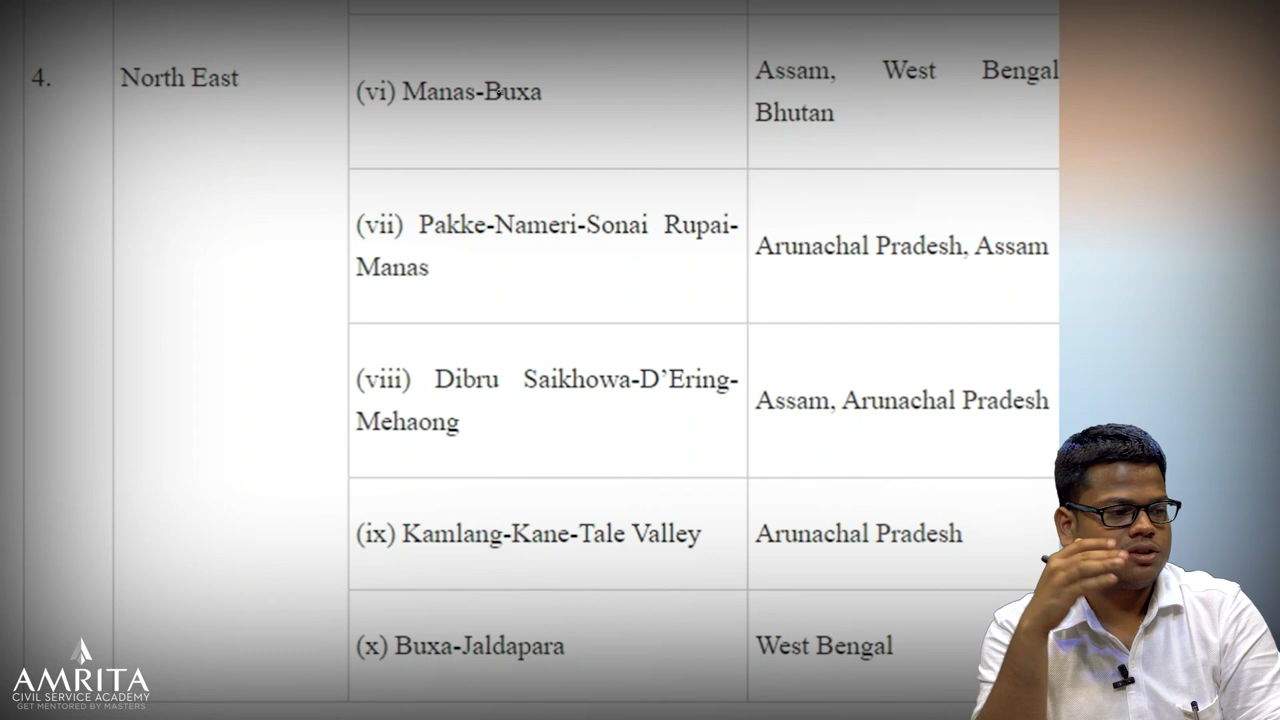 4.
North East
(vi) Manas-Buxa
Assam, West Bengal
Bhutan
(vii) Pakke-Nameri-Sonai Rupai-
Manas
Arunachal Pradesh, Assam
(viii) Dibru Saikhowa-D’Ering-
Mehaong
Assam, Arunachal Pradesh
(ix) Kamlang-Kane-Tale Valley
Arunachal Pradesh
(x) Buxa-Jaldapara
West Bengal
AMRITA
CIVIL SERVICE ACADEMY
GET MENTORED BY MASTERS